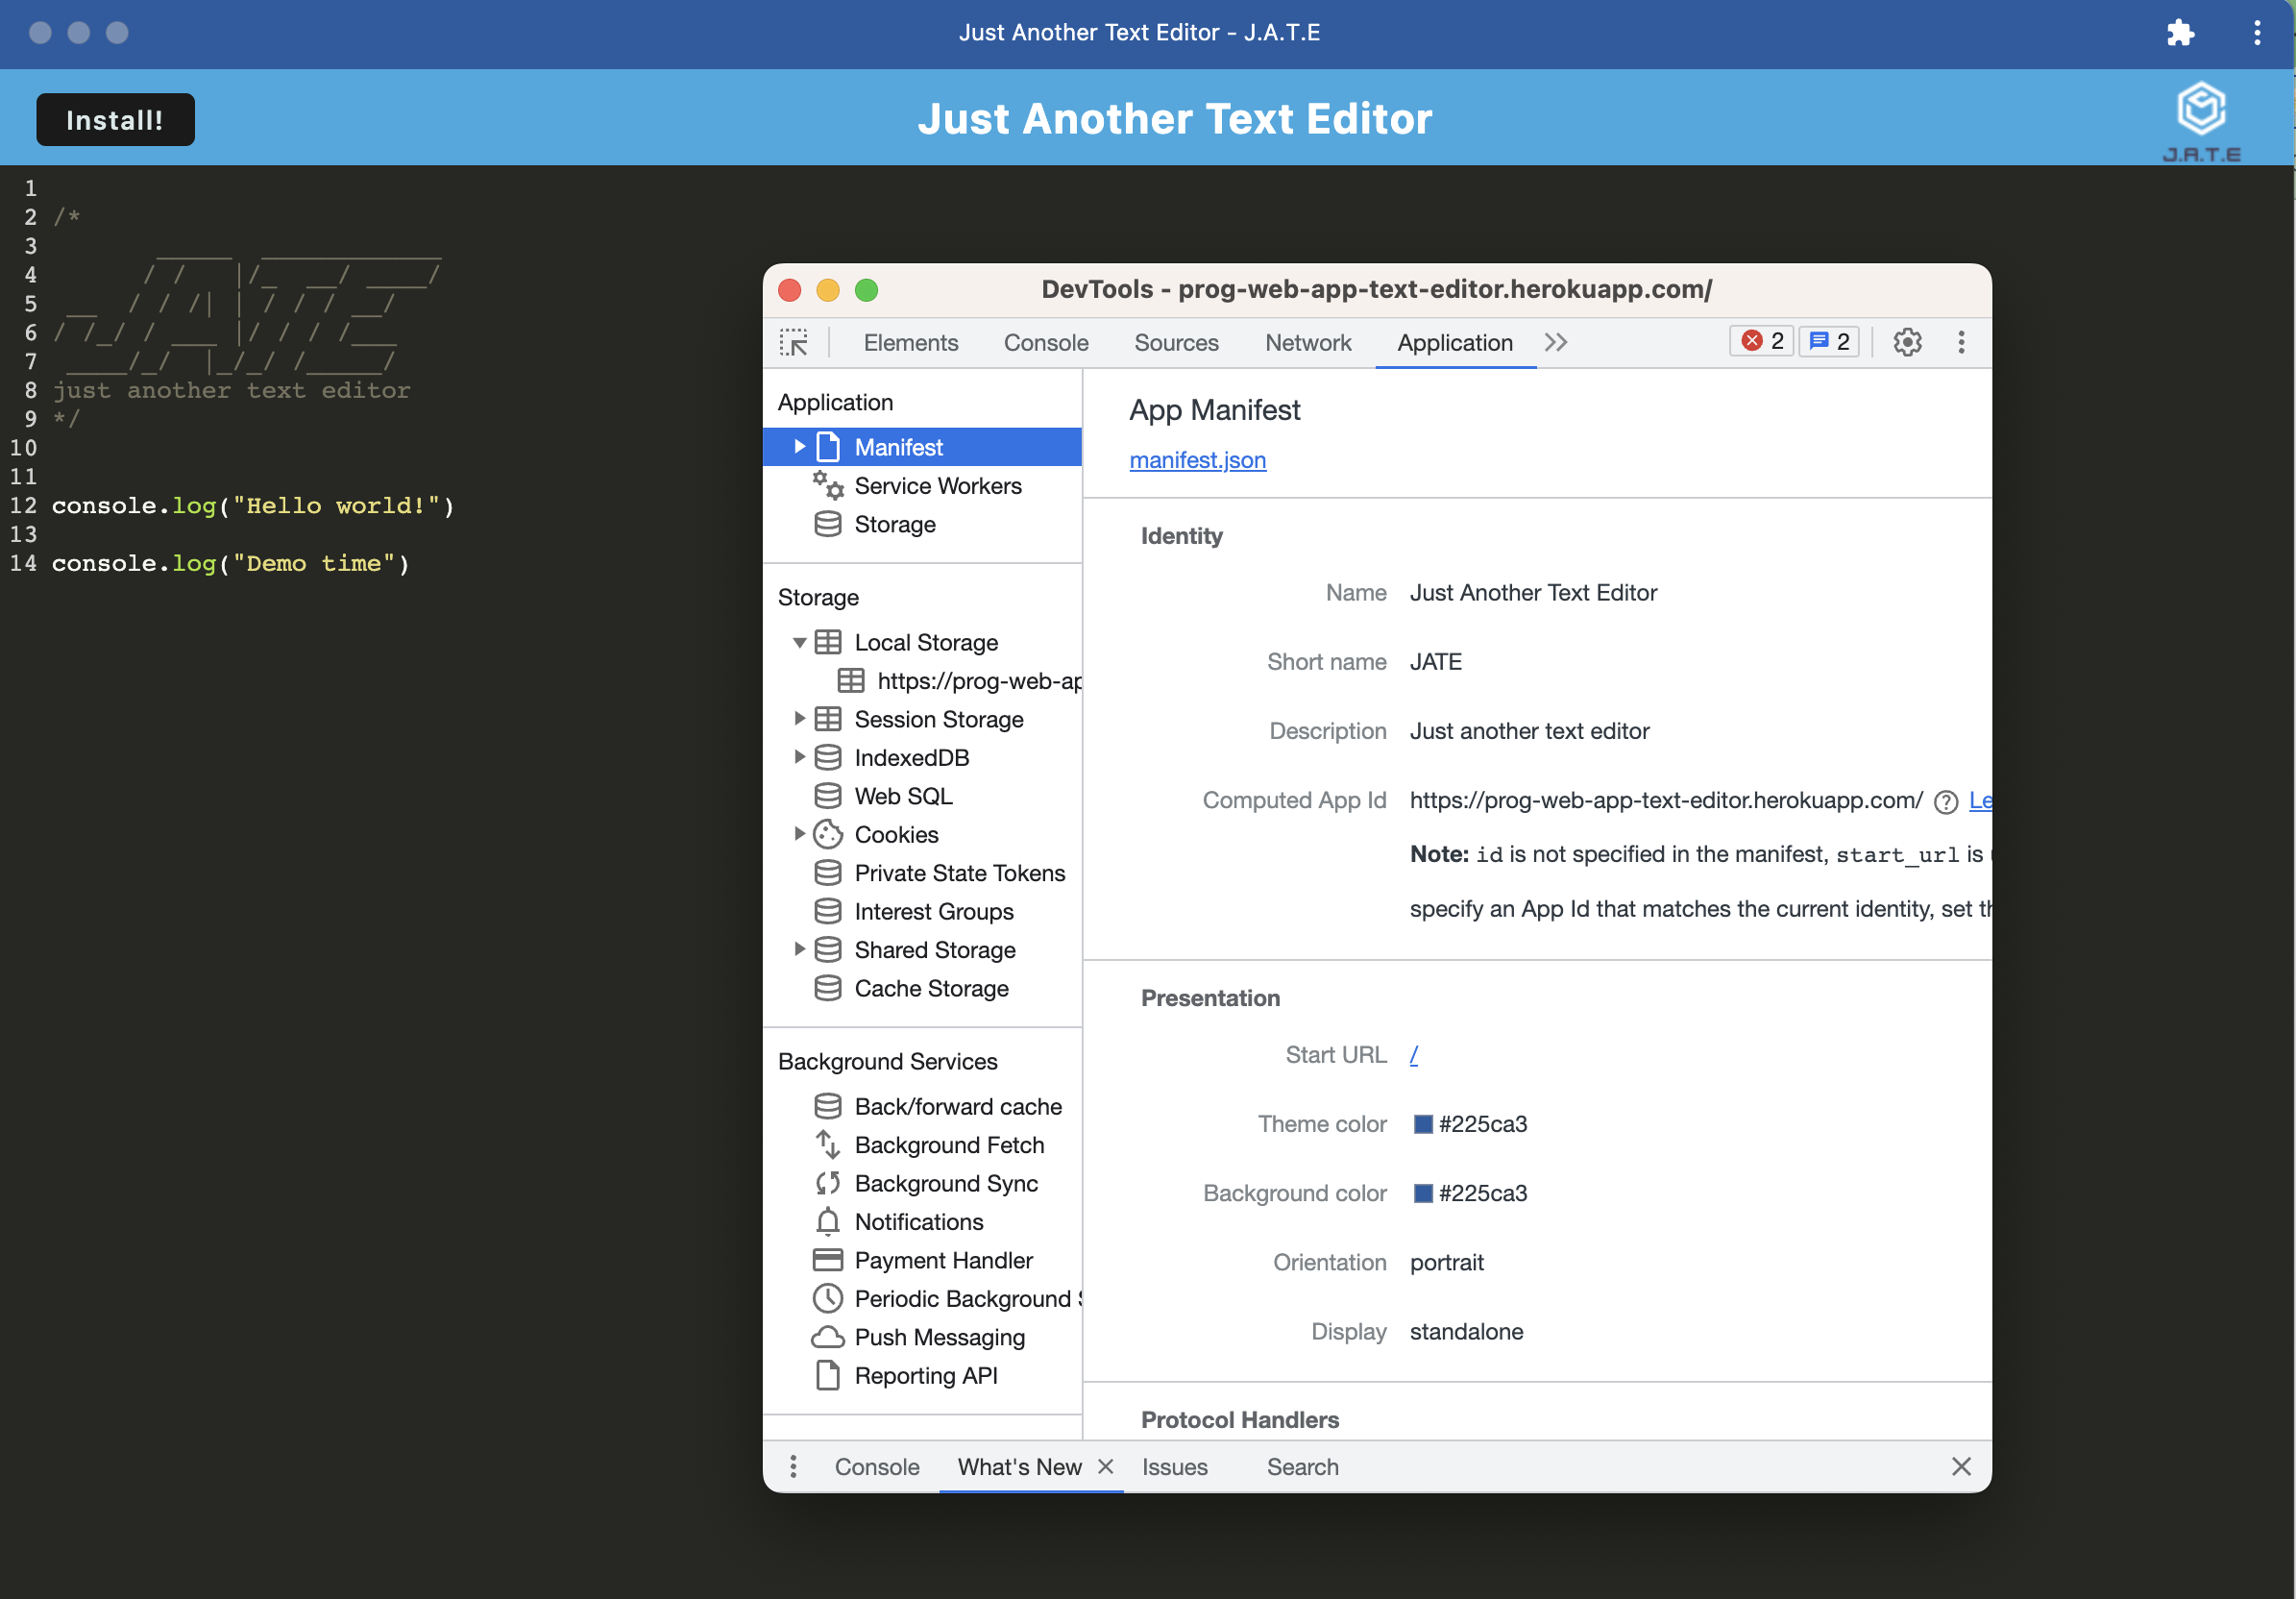 Just Another Text Editor - J.A.T.E
Install!
Just Another Text Editor
J.A.T.E
1
2 /*
3
4
5
6
7
8 just another text editor
9 */
10
11
12 console.log("Hello world!")
13
14 console.log("Demo time")
DevTools - prog-web-app-text-editor.herokuapp.com/
Elements Console Sources Network Application 2 2
Application
Manifest
Service Workers
Storage
Storage
Local Storage
https://prog-web-ap
Session Storage
IndexedDB
Web SQL
Cookies
Private State Tokens
Interest Groups
Shared Storage
Cache Storage
Background Services
Back/forward cache
Background Fetch
Background Sync
Notifications
Payment Handler
Periodic Background
Push Messaging
Reporting API
App Manifest
manifest.json
Identity
Name Just Another Text Editor
Short name JATE
Description Just another text editor
Computed App Id https://prog-web-app-text-editor.herokuapp.com/ Le
Note: id is not specified in the manifest, start_url is
specify an App Id that matches the current identity, set
Presentation
Start URL /
Theme color #225ca3
Background color #225ca3
Orientation portrait
Display standalone
Protocol Handlers
Console What's New Issues Search